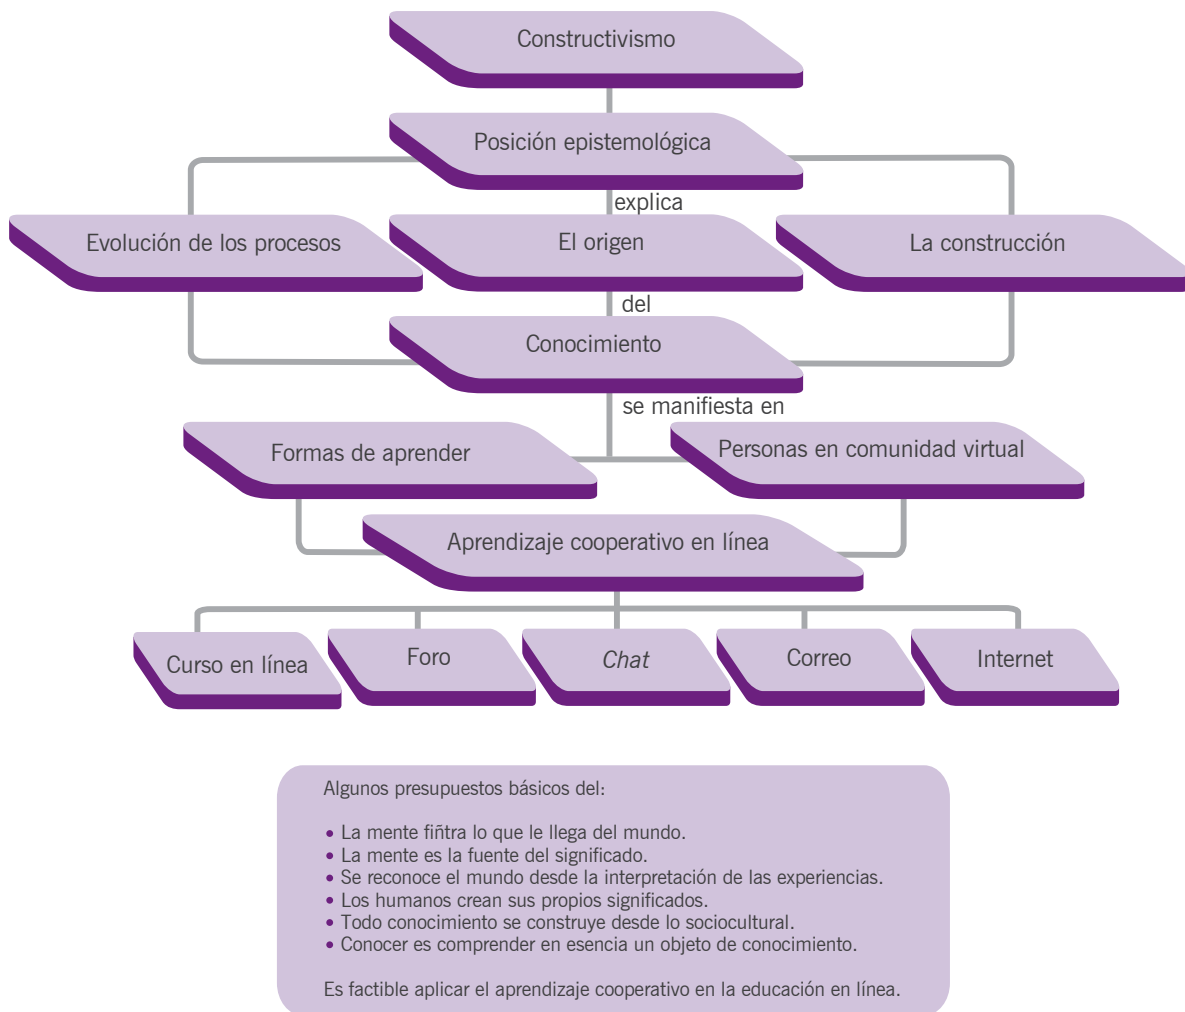 Constructivismo
Posición epistemológica
explica
Evolución de los procesos
El origen
La construcción
del
Conocimiento
se manifiesta en
Formas de aprender
Personas en comunidad virtual
Aprendizaje cooperativo en línea
Curso en línea
Foro
Chat
Correo
Internet
Algunos presupuestos básicos del:
• La mente fiñtra lo que le llega del mundo.
• La mente es la fuente del significado.
• Se reconoce el mundo desde la interpretación de las experiencias.
• Los humanos crean sus propios significados.
• Todo conocimiento se construye desde lo sociocultural.
• Conocer es comprender en esencia un objeto de conocimiento.
Es factible aplicar el aprendizaje cooperativo en la educación en línea.